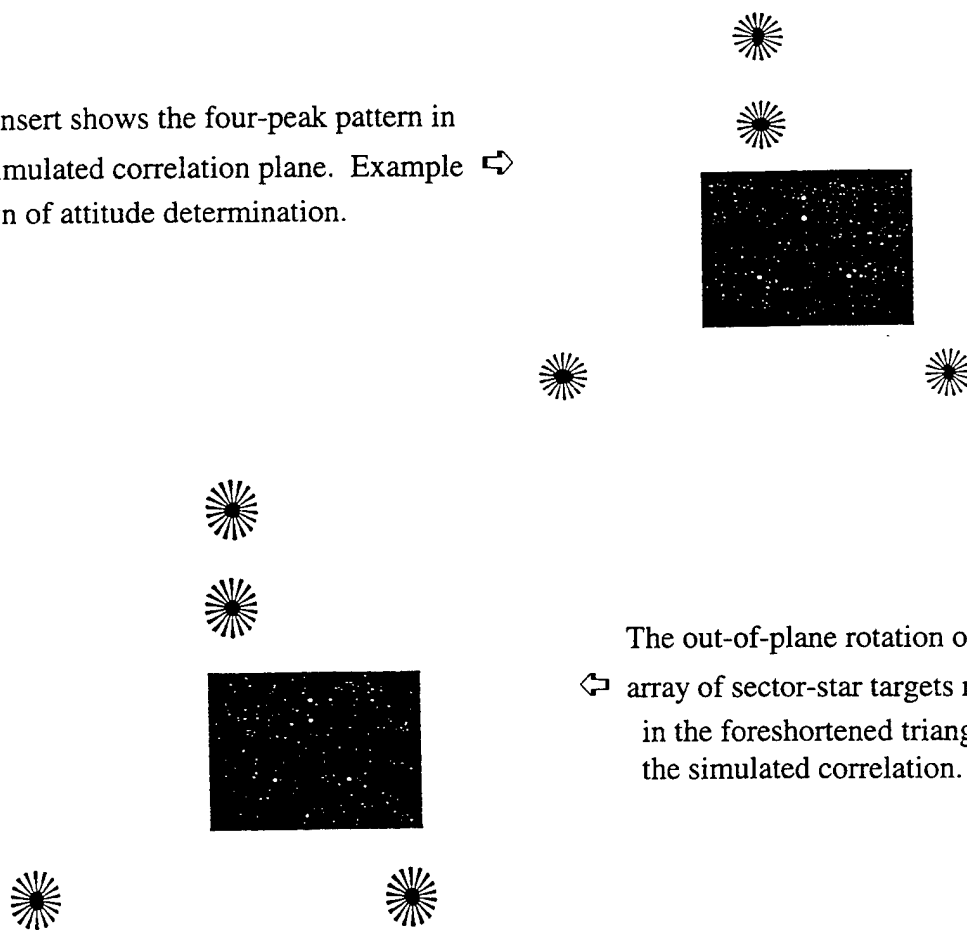 nsert shows the four-peak pattern in
imulated correlation plane. Example ⇨
n of attitude determination.
The out-of-plane rotation o
⇦ array of sector-star targets
in the foreshortened triang
the simulated correlation.